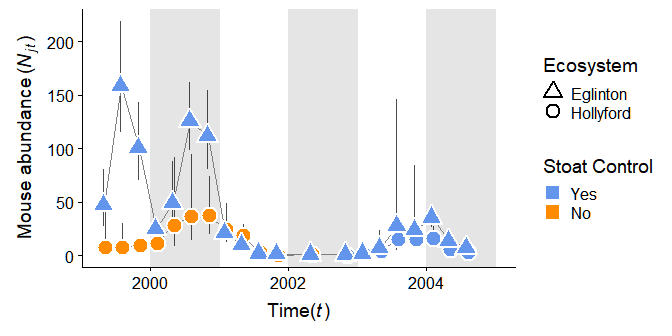 200
150
100
50
0
Mouse abundance (N_jt)
2000
2002
2004
Time(t)
Ecosystem
Eglinton
Hollyford
Stoat Control
Yes
No